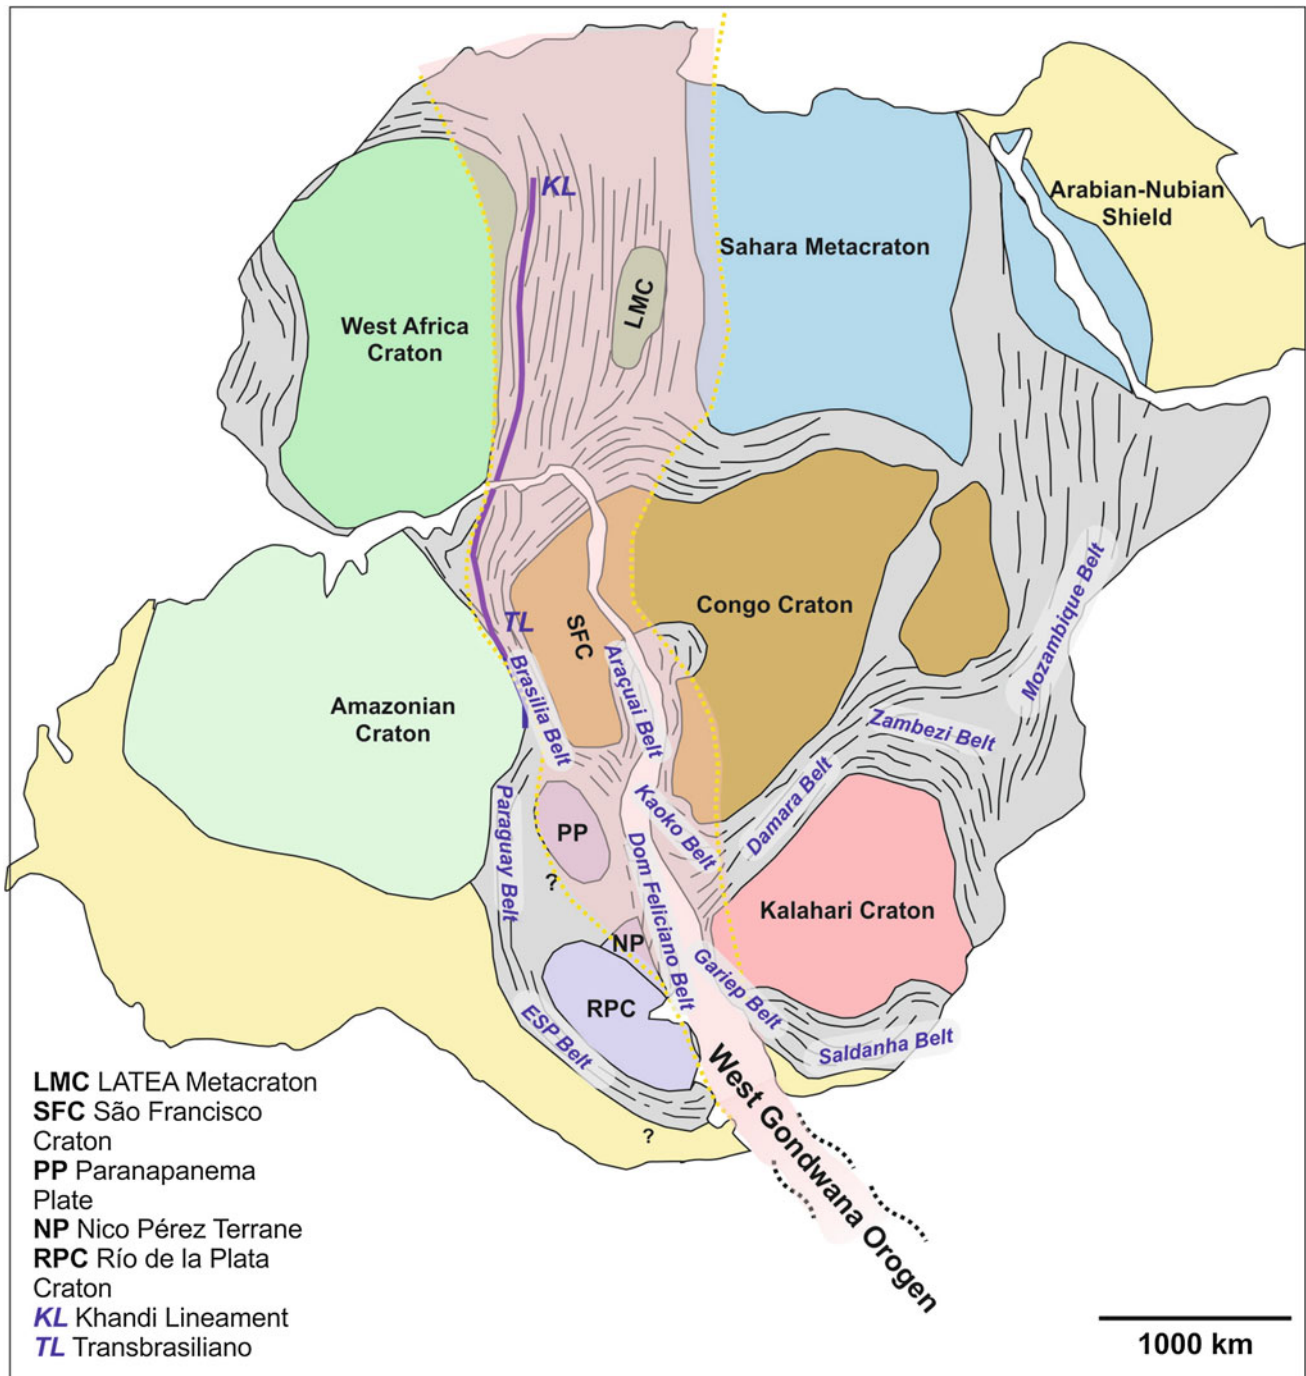 KL
Arabian-Nubian
Shield
Sahara Metacraton
LMC
West Africa
Craton
Congo Craton
SFC
TL
Mozambique Belt
Araçuai Belt
Brasilia Belt
Amazonian
Craton
Zambezi Belt
Damara Belt
Kaoko Belt
Paraguay Belt
PP
Dom Feliciano Belt
?
Kalahari Craton
NP
Gariep Belt
RPC
ESP Belt
Saldanha Belt
West Gondwana Orogen
?
LMC LATEA Metacraton
SFC São Francisco
Craton
PP Paranapanema
Plate
NP Nico Pérez Terrane
RPC Río de la Plata
Craton
KL Khandi Lineament
TL Transbrasiliano
1000 km